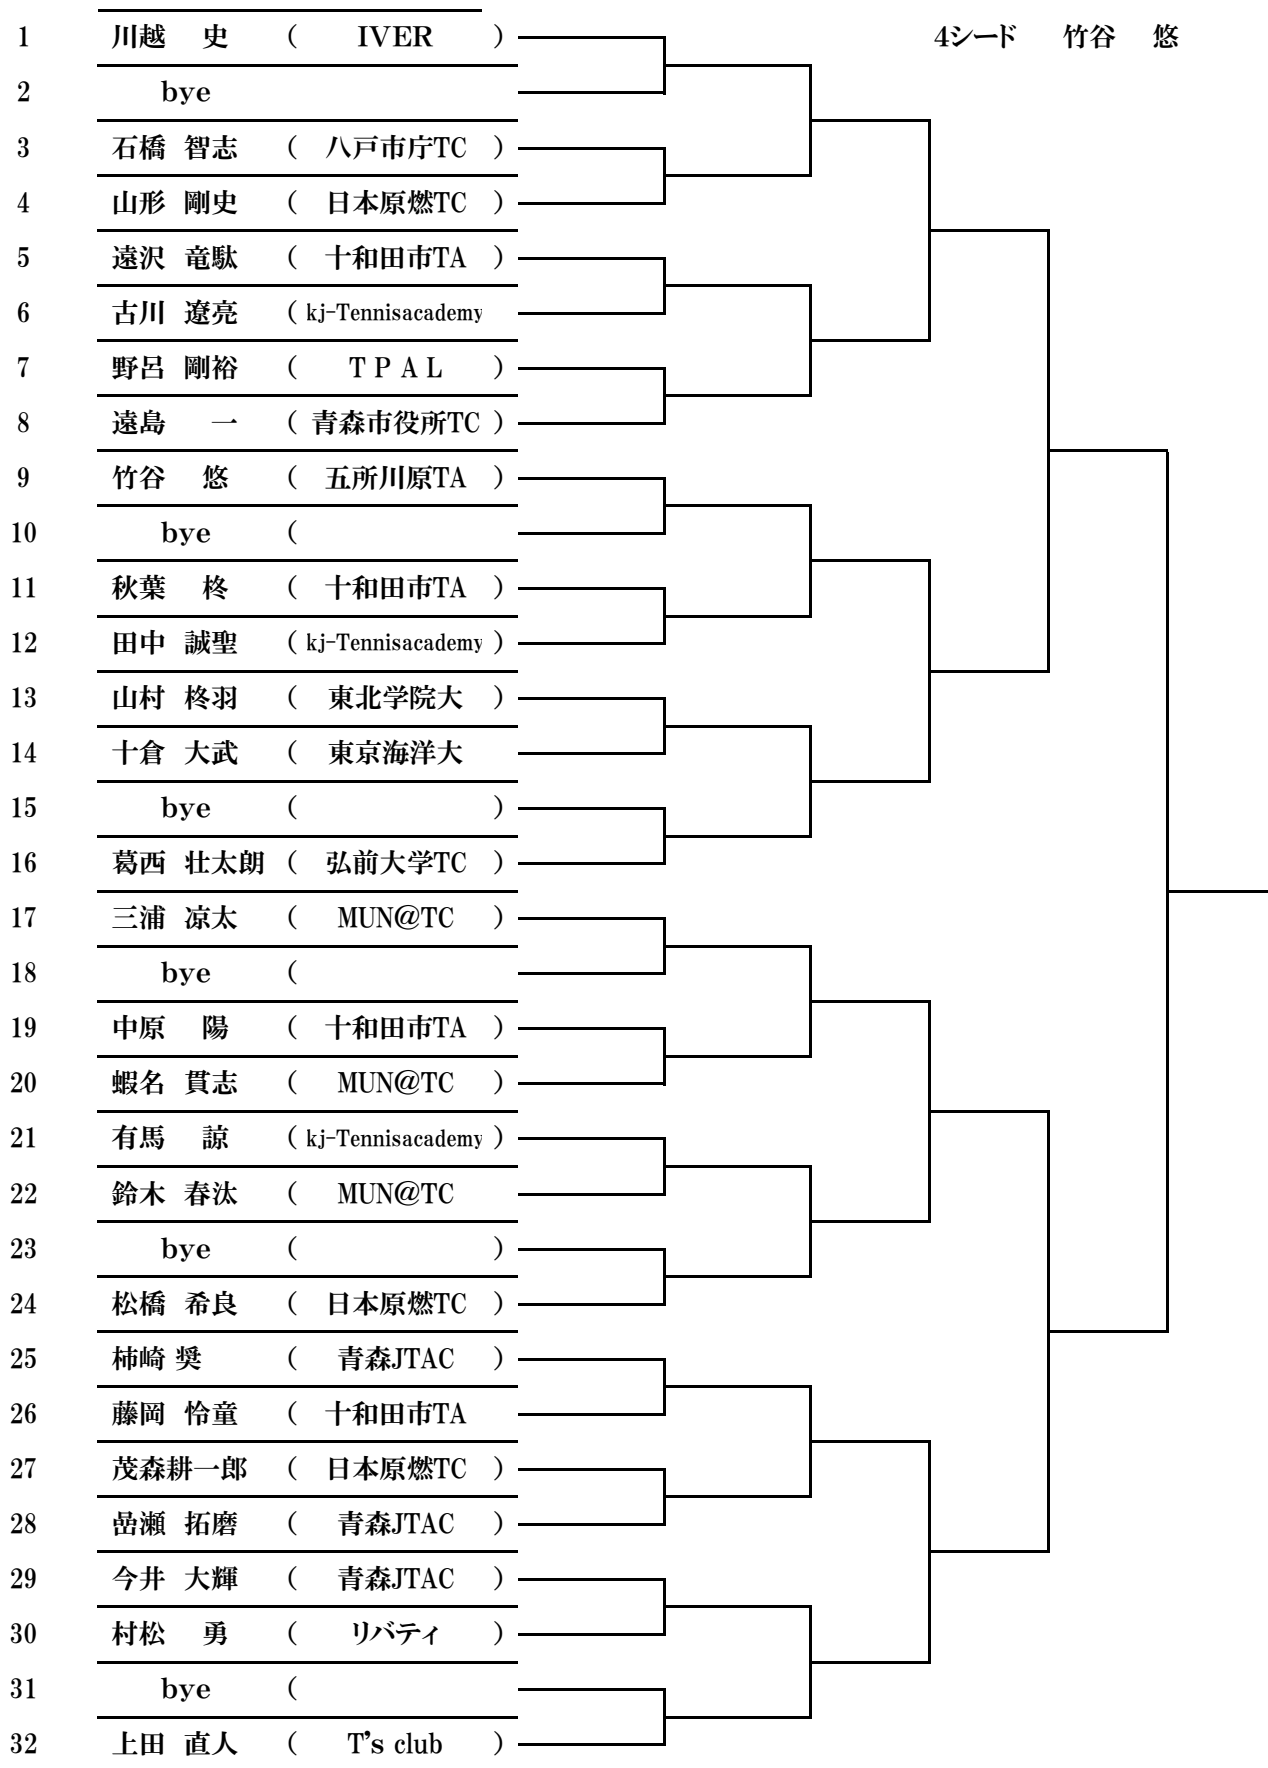 1 川越 史 ( IVER ) 4シード 竹谷 悠
2 bye
3 石橋 智志 ( 八戸市庁TC )
4 山形 剛史 ( 日本原燃TC )
5 遠沢 竜駄 ( 十和田市TA )
6 古川 遼亮 ( kj-Tennisacademy
7 野呂 剛裕 ( T P A L )
8 遠島 一 ( 青森市役所TC )
9 竹谷 悠 ( 五所川原TA )
10 bye (
11 秋葉 柊 ( 十和田市TA )
12 田中 誠聖 ( kj-Tennisacademy )
13 山村 柊羽 ( 東北学院大 )
14 十倉 大武 ( 東京海洋大
15 bye ( )
16 葛西 壮太朗 ( 弘前大学TC )
17 三浦 凉太 ( MUN@TC )
18 bye (
19 中原 陽 ( 十和田市TA )
20 蝦名 貫志 ( MUN@TC )
21 有馬 諒 ( kj-Tennisacademy )
22 鈴木 春汰 ( MUN@TC
23 bye ( )
24 松橋 希良 ( 日本原燃TC )
25 柿崎 奨 ( 青森JTAC )
26 藤岡 怜童 ( 十和田市TA
27 茂森耕一郎 ( 日本原燃TC )
28 嵒瀬 拓磨 ( 青森JTAC )
29 今井 大輝 ( 青森JTAC )
30 村松 勇 ( リバティ )
31 bye (
32 上田 直人 ( T's club )